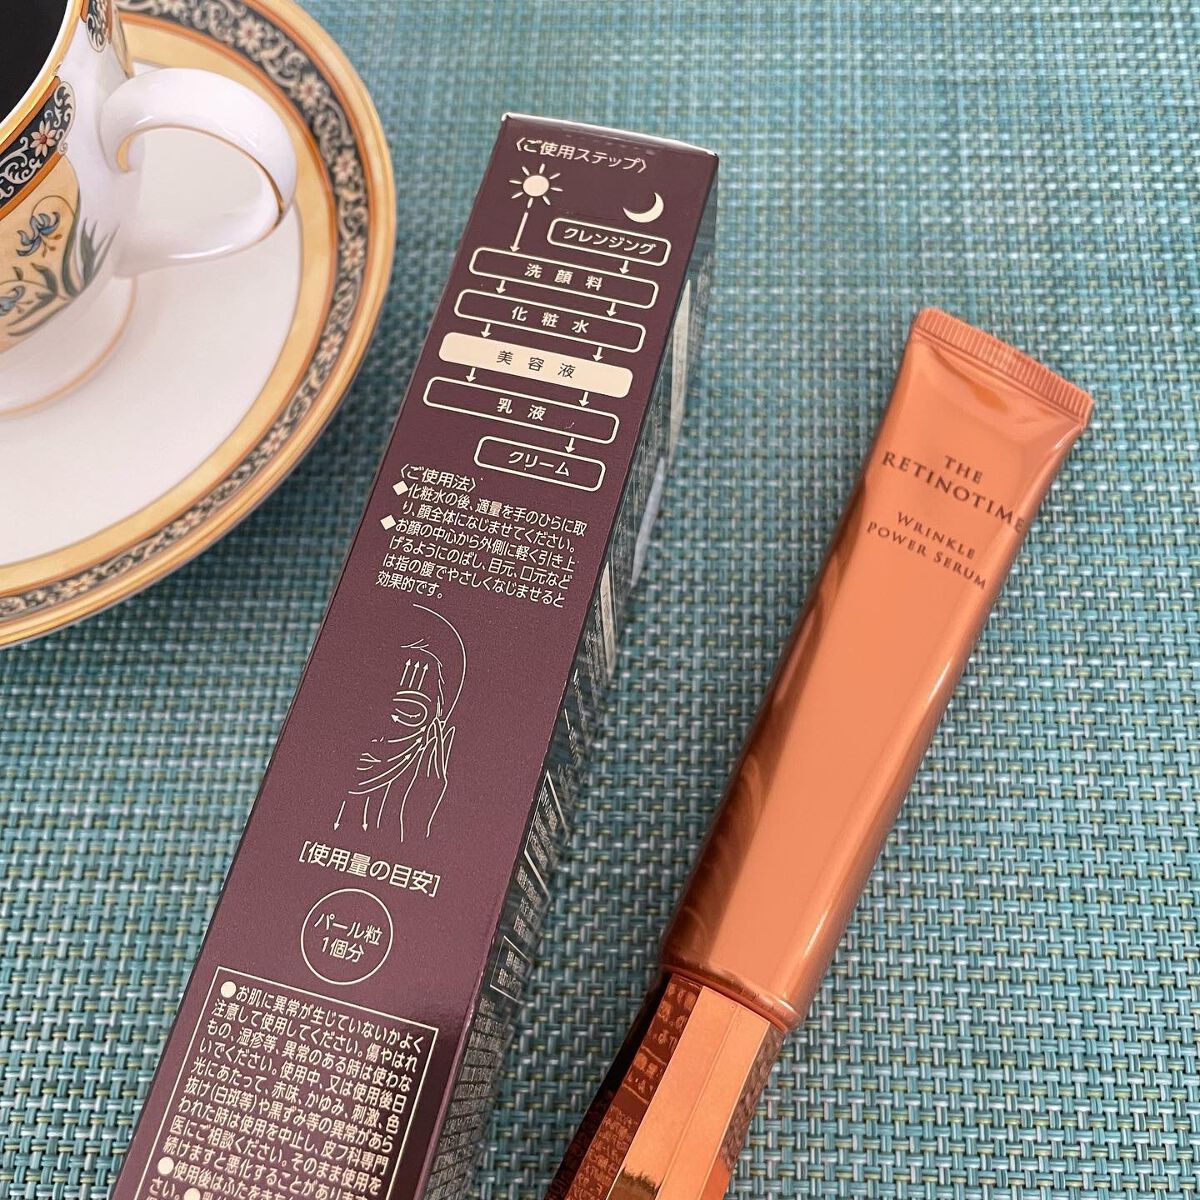 〈ご使用ステップ〉
クレンジング
洗顔料
化粧水
美容液
乳液
クリーム
〈ご使用法〉
◆化粧水の後、適量を手のひらに取
り、顔全体になじませてください。
◆お顔の中心から外側に軽く引き上
げるようにのばし、目元、口元など
は指の腹でやさしくなじませると
効果的です。
[使用量の目安]
パール粒
1個分
●お肌に異常が生じていないかよく
注意して使用してください。傷やはれ
もの、湿疹等、異常のある時は使わな
いでください。使用中、又は使用後日
光にあたって、赤味、かゆみ、刺激、色
抜け(白斑等)や黒ずみ等の異常があら
われた時は使用を中止し、皮フ科専門
医にご相談ください。そのまま使用を
続けますと悪化することがあります
●使用後はふたをきち
さい。
THE
RETINOTIME
WRINKLE
POWER SERUM